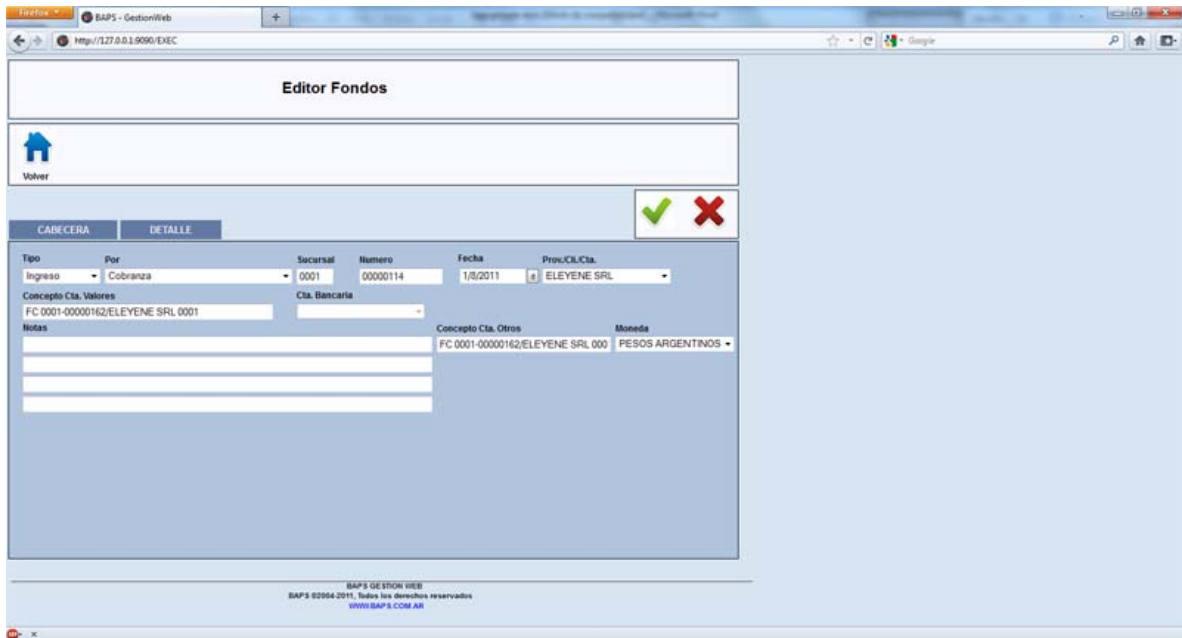 Firefox
BAPS - GestionWeb
http://127.0.0.1:9090/EXEC
Google
Editor Fondos
Volver
CABECERA DETALLE
Tipo Por Sucursal Numero Fecha Prov./Cli./Cta.
Ingreso Cobranza 0001 00000114 1/8/2011 ELEYENE SRL
Concepto Cta. Valores Cta. Bancaria
FC 0001-00000162/ELEYENE SRL 0001
Notas Concepto Cta. Otros Moneda
FC 0001-00000162/ELEYENE SRL 000 PESOS ARGENTINOS
BAPS GESTION WEB
BAPS ©2004-2011, Todos los derechos reservados
WWW.BAPS.COM.AR